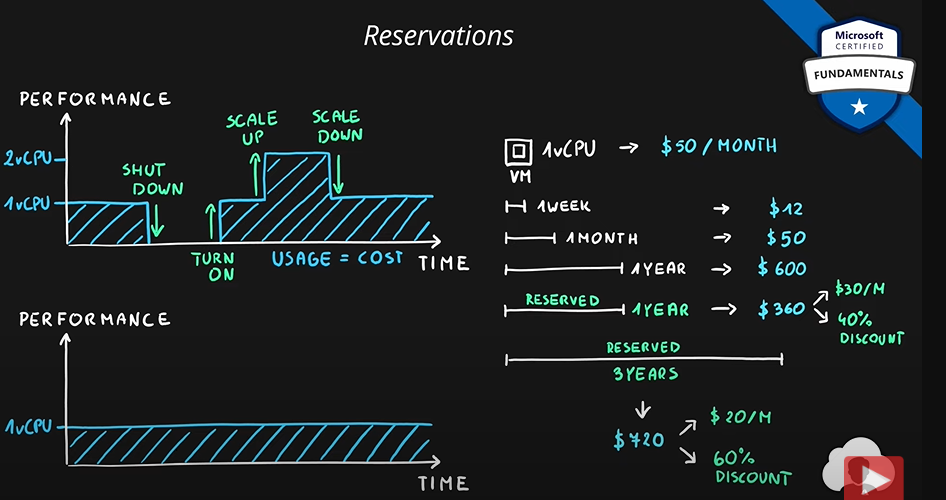 Reservations
Microsoft
CERTIFIED
FUNDAMENTALS
PERFORMANCE
2vCPU
1vCPU
SHUT
DOWN
SCALE
UP
SCALE
DOWN
TURN
ON
USAGE = COST
TIME
PERFORMANCE
1vCPU
TIME
1vCPU → $50/MONTH
VM
1WEEK → $12
1MONTH → $50
1YEAR → $600
RESERVED 1YEAR → $360
$30/M
40%
DISCOUNT
RESERVED
3YEARS
$720
$20/M
60%
DISCOUNT